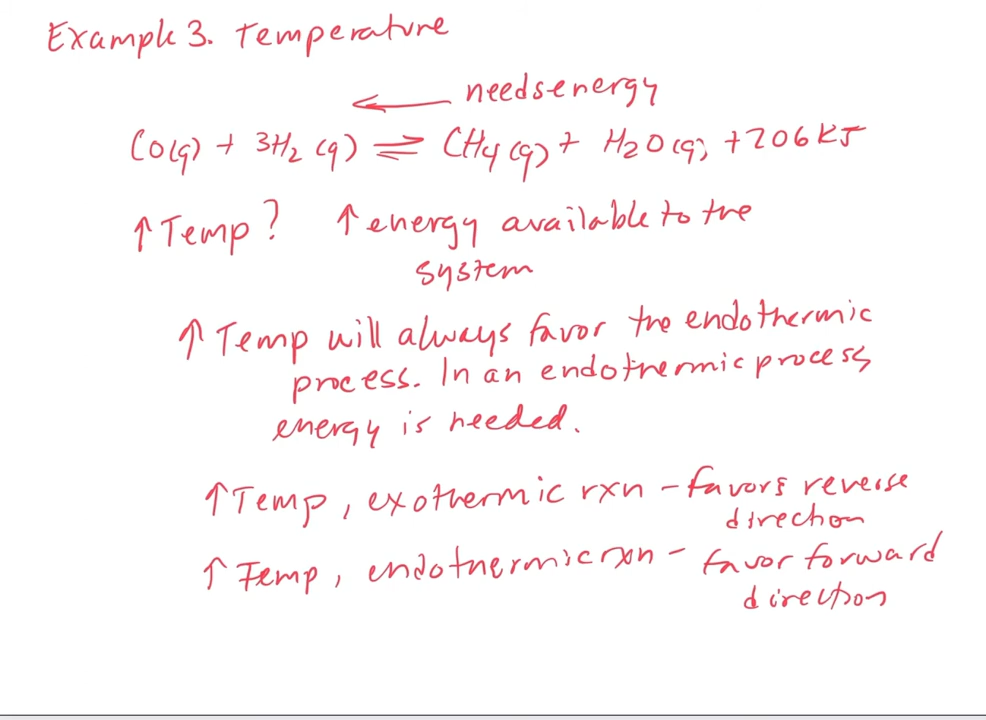 Example 3. Temperature
← needs energy
CO(g) + 3H₂(g) ⇌ CH₄(g) + H₂O(g) + 206 kJ
↑ Temp? ↑ energy available to the
system
↑ Temp will always favor the endothermic
process. In an endothermic process
energy is needed.
↑ Temp, exothermic rxn - favors reverse
direction
↑ Temp, endothermic rxn - favor forward
direction